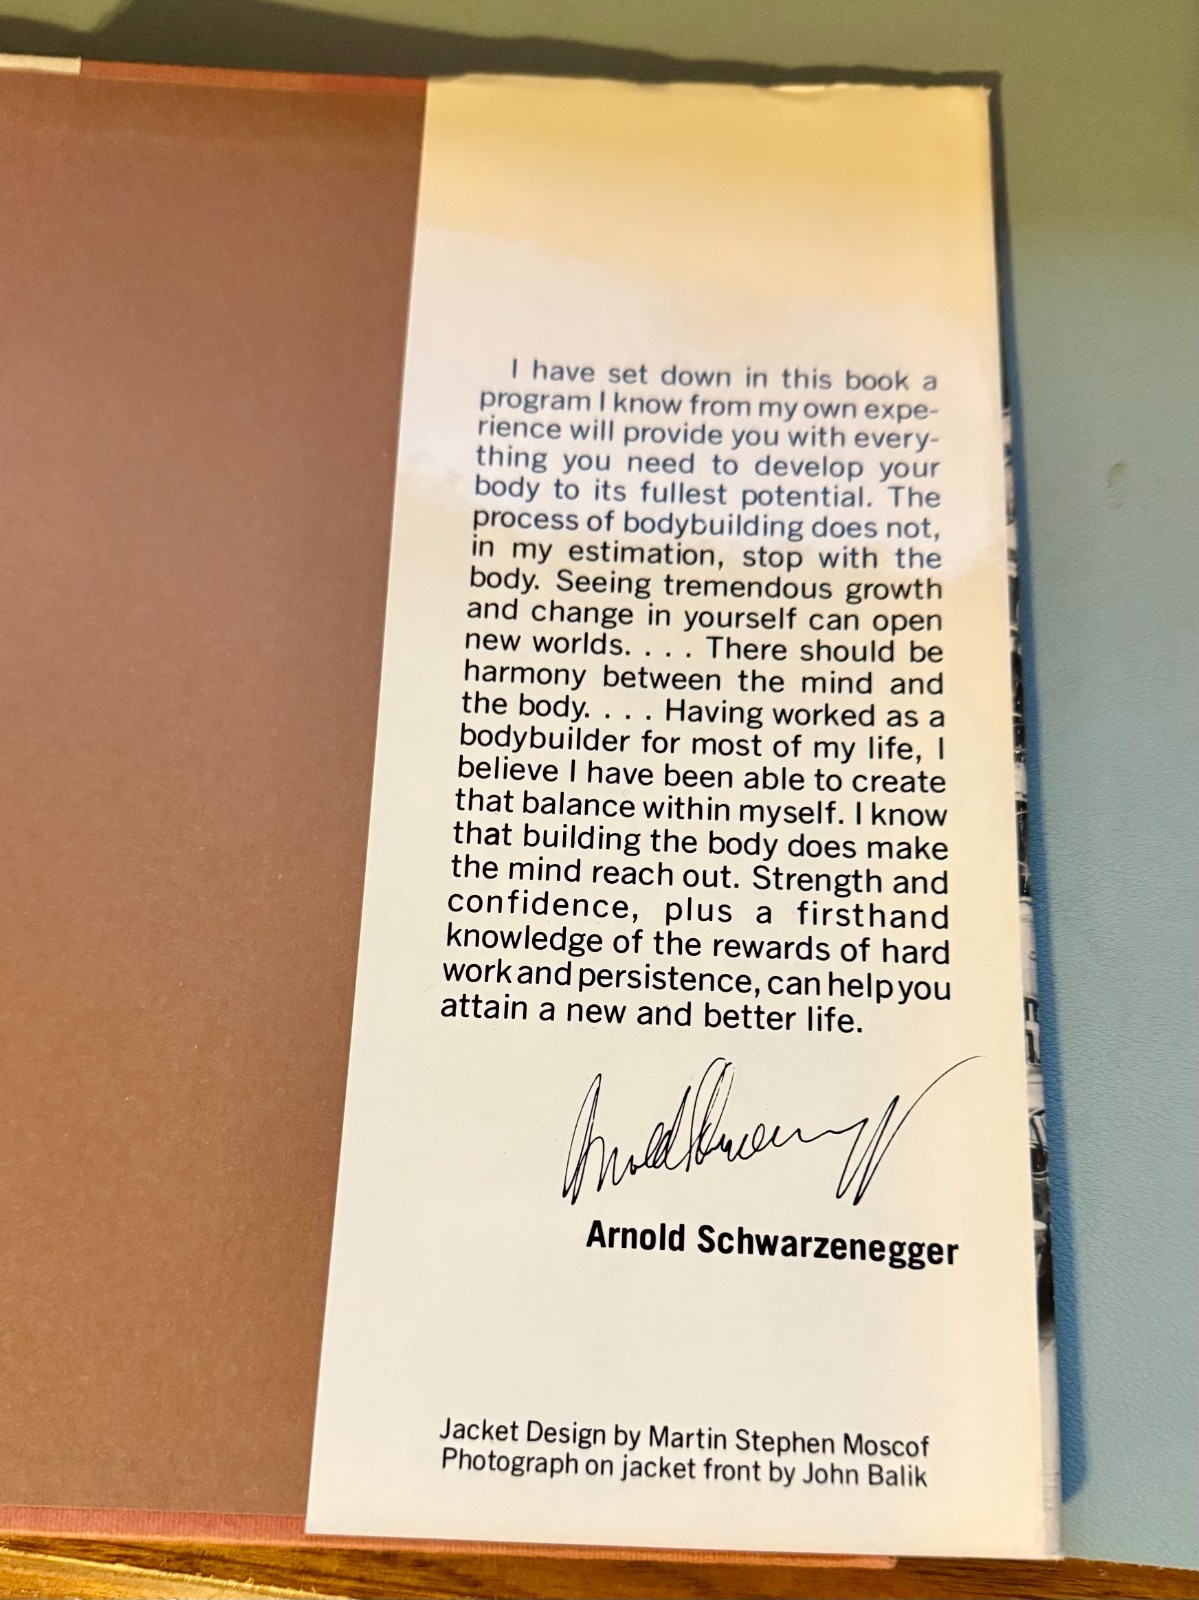 I have set down in this book a
program I know from my own expe-
rience will provide you with every-
thing you need to develop your
body to its fullest potential. The
process of bodybuilding does not,
in my estimation, stop with the
body. Seeing tremendous growth
and change in yourself can open
new worlds. . . . There should be
harmony between the mind and
the body. . . . Having worked as a
bodybuilder for most of my life, I
believe I have been able to create
that balance within myself. I know
that building the body does make
the mind reach out. Strength and
confidence, plus a firsthand
knowledge of the rewards of hard
work and persistence, can help you
attain a new and better life.
Arnold Schwarzenegger
Arnold Schwarzenegger
Jacket Design by Martin Stephen Moscof
Photograph on jacket front by John Balik